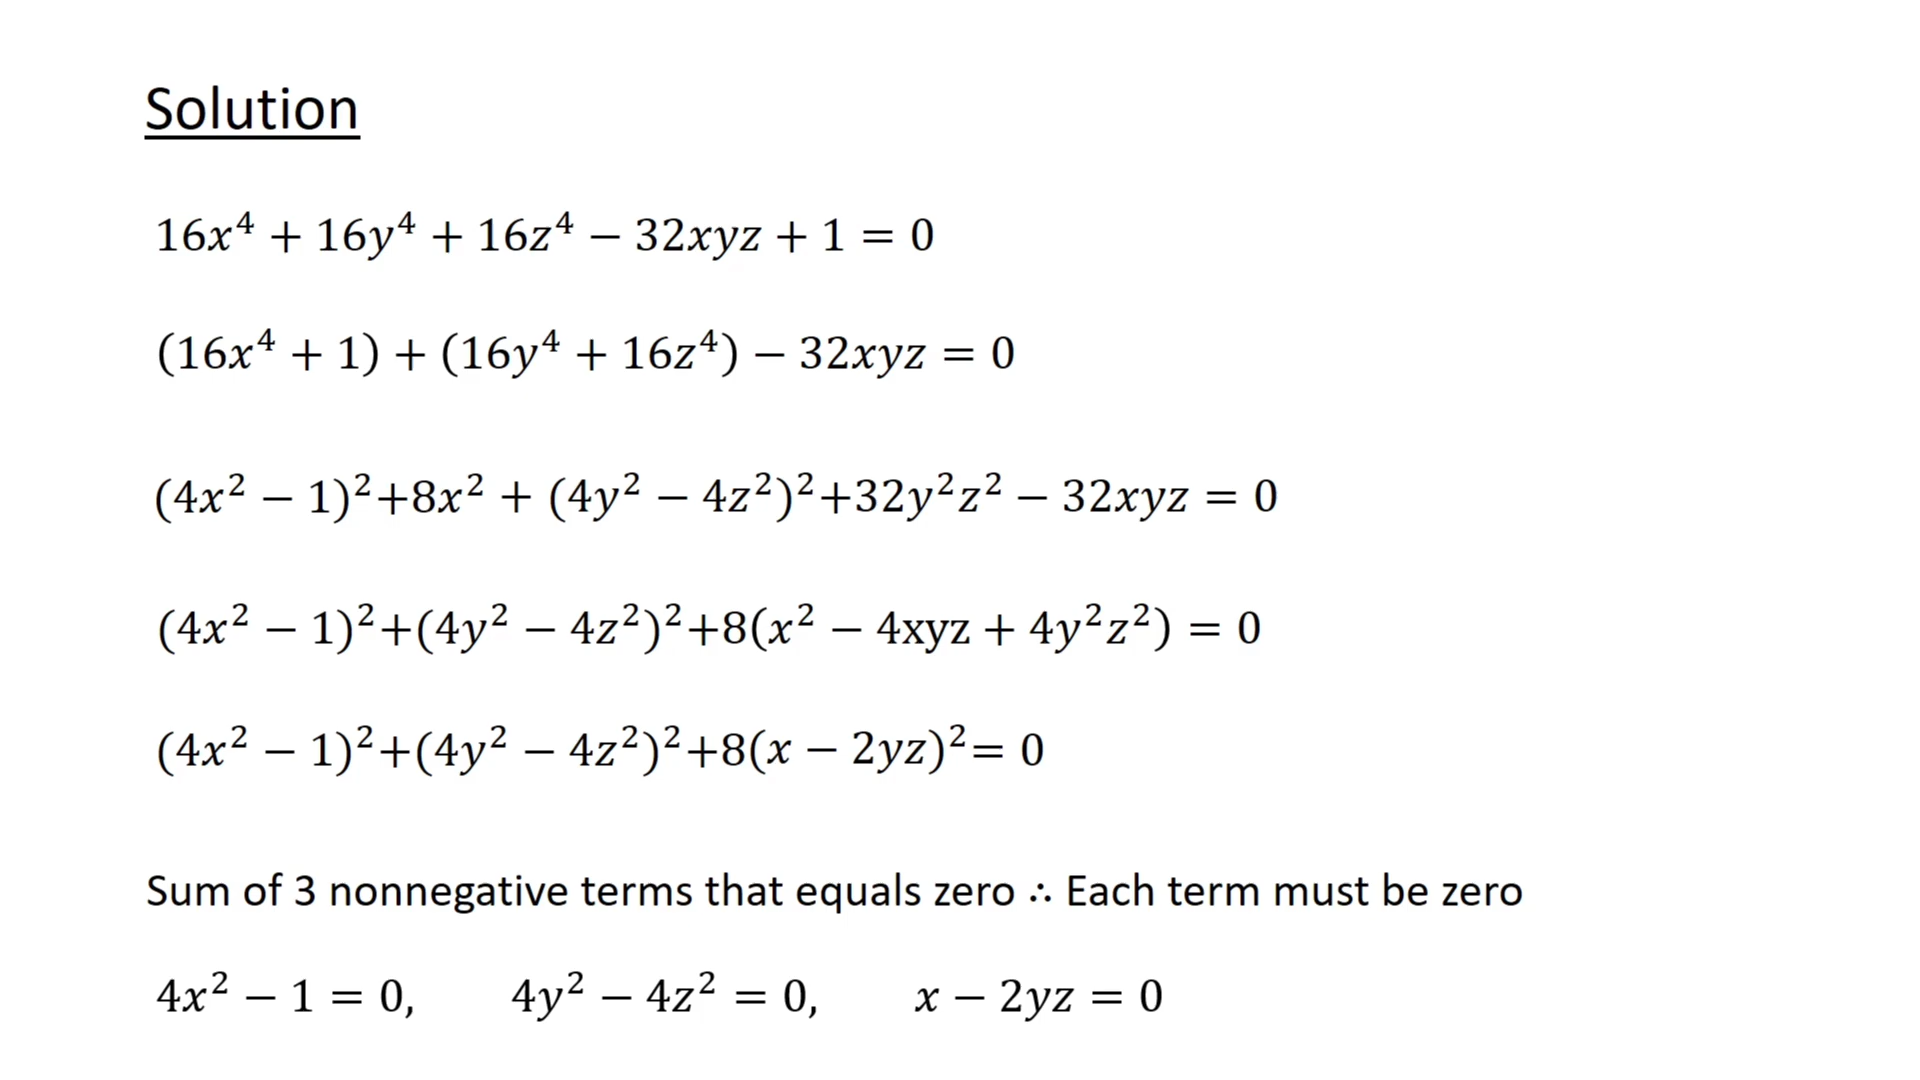 Solution
16x⁴ + 16y⁴ + 16z⁴ − 32xyz + 1 = 0
(16x⁴ + 1) + (16y⁴ + 16z⁴) − 32xyz = 0
(4x² − 1)²+8x² + (4y² − 4z²)²+32y²z² − 32xyz = 0
(4x² − 1)²+(4y² − 4z²)²+8(x² − 4xyz + 4y²z²) = 0
(4x² − 1)²+(4y² − 4z²)²+8(x − 2yz)²= 0
Sum of 3 nonnegative terms that equals zero ∴ Each term must be zero
4x² − 1 = 0, 4y² − 4z² = 0, x − 2yz = 0